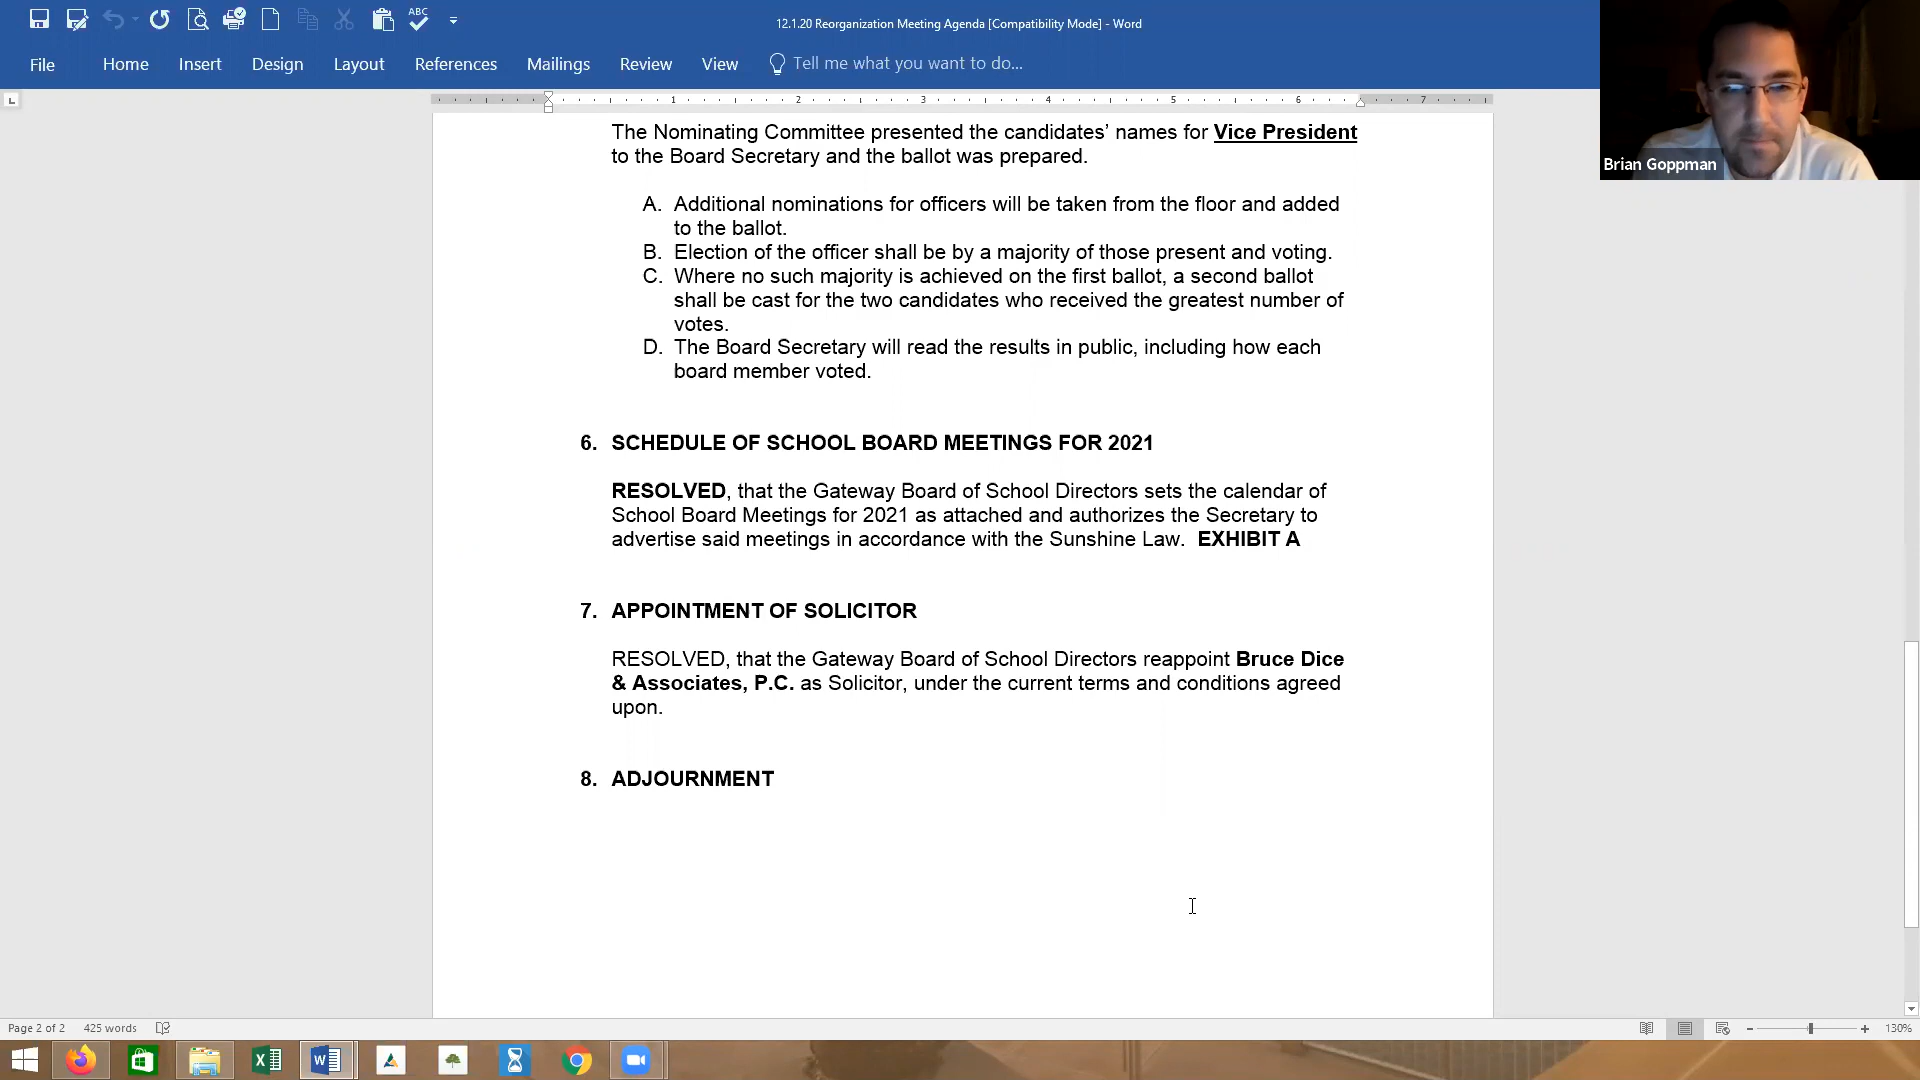 ABC
12.1.20 Reorganization Meeting Agenda [Compatibility Mode] - Word
File Home Insert Design Layout References Mailings Review View Tell me what you want to do...
Brian Goppman
1 2 3 4 5 6 7
The Nominating Committee presented the candidates’ names for Vice President
to the Board Secretary and the ballot was prepared.
A. Additional nominations for officers will be taken from the floor and added
to the ballot.
B. Election of the officer shall be by a majority of those present and voting.
C. Where no such majority is achieved on the first ballot, a second ballot
shall be cast for the two candidates who received the greatest number of
votes.
D. The Board Secretary will read the results in public, including how each
board member voted.
6. SCHEDULE OF SCHOOL BOARD MEETINGS FOR 2021
RESOLVED, that the Gateway Board of School Directors sets the calendar of
School Board Meetings for 2021 as attached and authorizes the Secretary to
advertise said meetings in accordance with the Sunshine Law. EXHIBIT A
7. APPOINTMENT OF SOLICITOR
RESOLVED, that the Gateway Board of School Directors reappoint Bruce Dice
& Associates, P.C. as Solicitor, under the current terms and conditions agreed
upon.
8. ADJOURNMENT
Page 2 of 2 425 words 130%